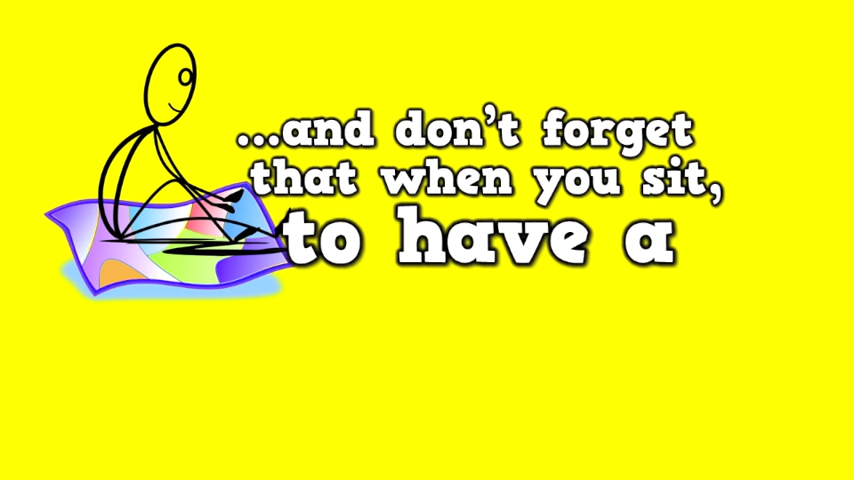 ...and don't forget
that when you sit,
to have a